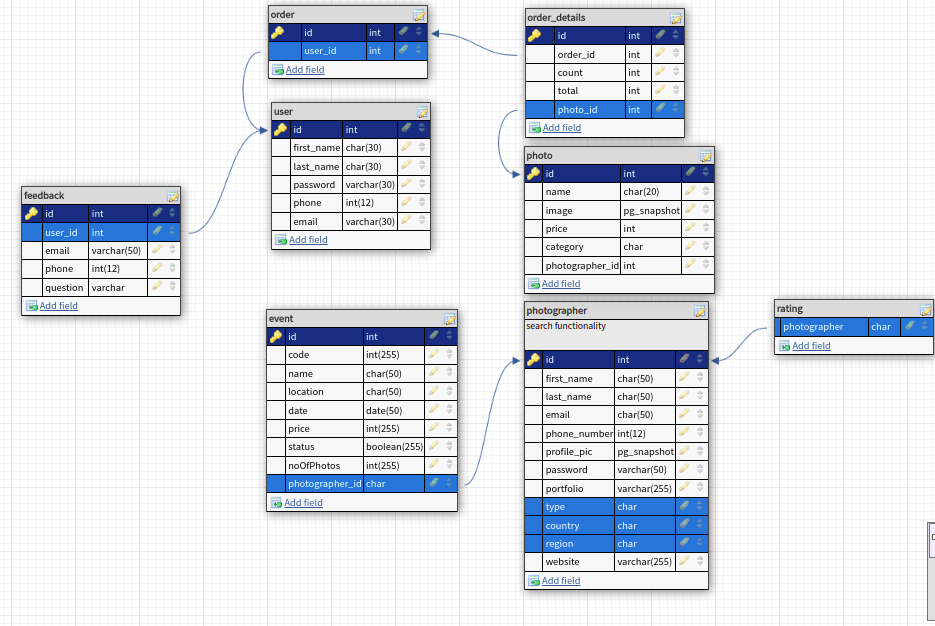 order
id int
user_id int
Add field
order_details
id int
order_id int
count int
total int
photo_id int
Add field
user
id int
first_name char(30)
last_name char(30)
password varchar(30)
phone int(12)
email varchar(30)
Add field
photo
id int
name char(20)
image pg_snapshot
price int
category char
photographer_id int
Add field
feedback
id int
user_id int
email varchar(50)
phone int(12)
question varchar
Add field
event
id int
code int(255)
name char(50)
location char(50)
date date(50)
price int(255)
status boolean(255)
noOfPhotos int(255)
photographer_id char
Add field
photographer
search functionality
id int
first_name char(50)
last_name char(50)
email char(50)
phone_number int(12)
profile_pic pg_snapshot
password varchar(50)
portfolio varchar(255)
type char
country char
region char
website varchar(255)
Add field
rating
photographer char
Add field